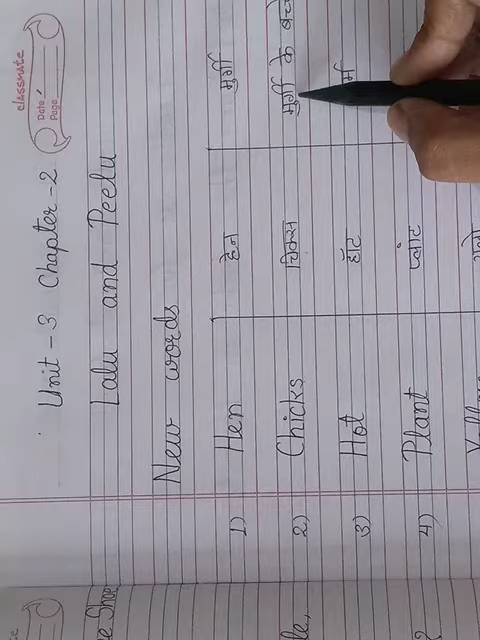 classmate
Date
Page
Unit - 3 Chapter - 2
Lalu and Peelu
New words
1) Hen हेन मुर्गी
2) Chicks चिक्स मुर्गी के बच्चे
3) Hot हॉट
4) Plant प्लांट